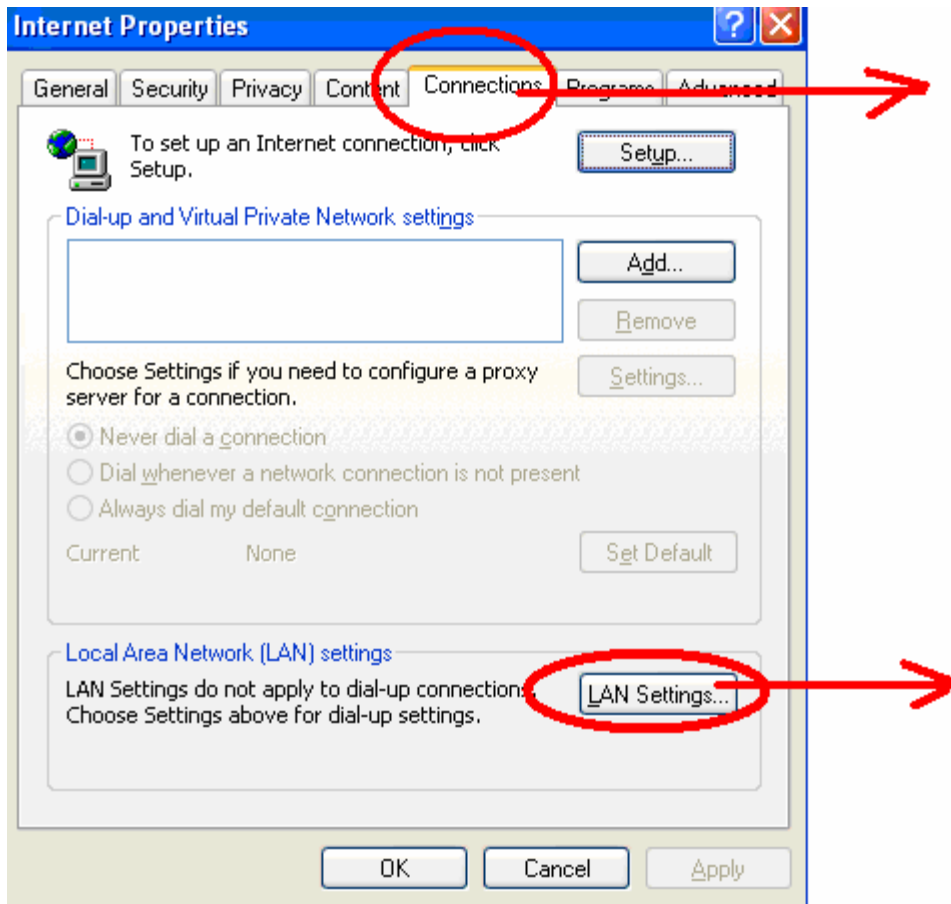 Internet Properties
General Security Privacy Content Connections Programs Advanced
To set up an Internet connection, click
Setup.
Setup...
Dial-up and Virtual Private Network settings
Add...
Remove
Choose Settings if you need to configure a proxy
server for a connection.
Settings...
Never dial a connection
Dial whenever a network connection is not present
Always dial my default connection
Current None
Set Default
Local Area Network (LAN) settings
LAN Settings do not apply to dial-up connections.
Choose Settings above for dial-up settings.
LAN Settings...
OK Cancel Apply